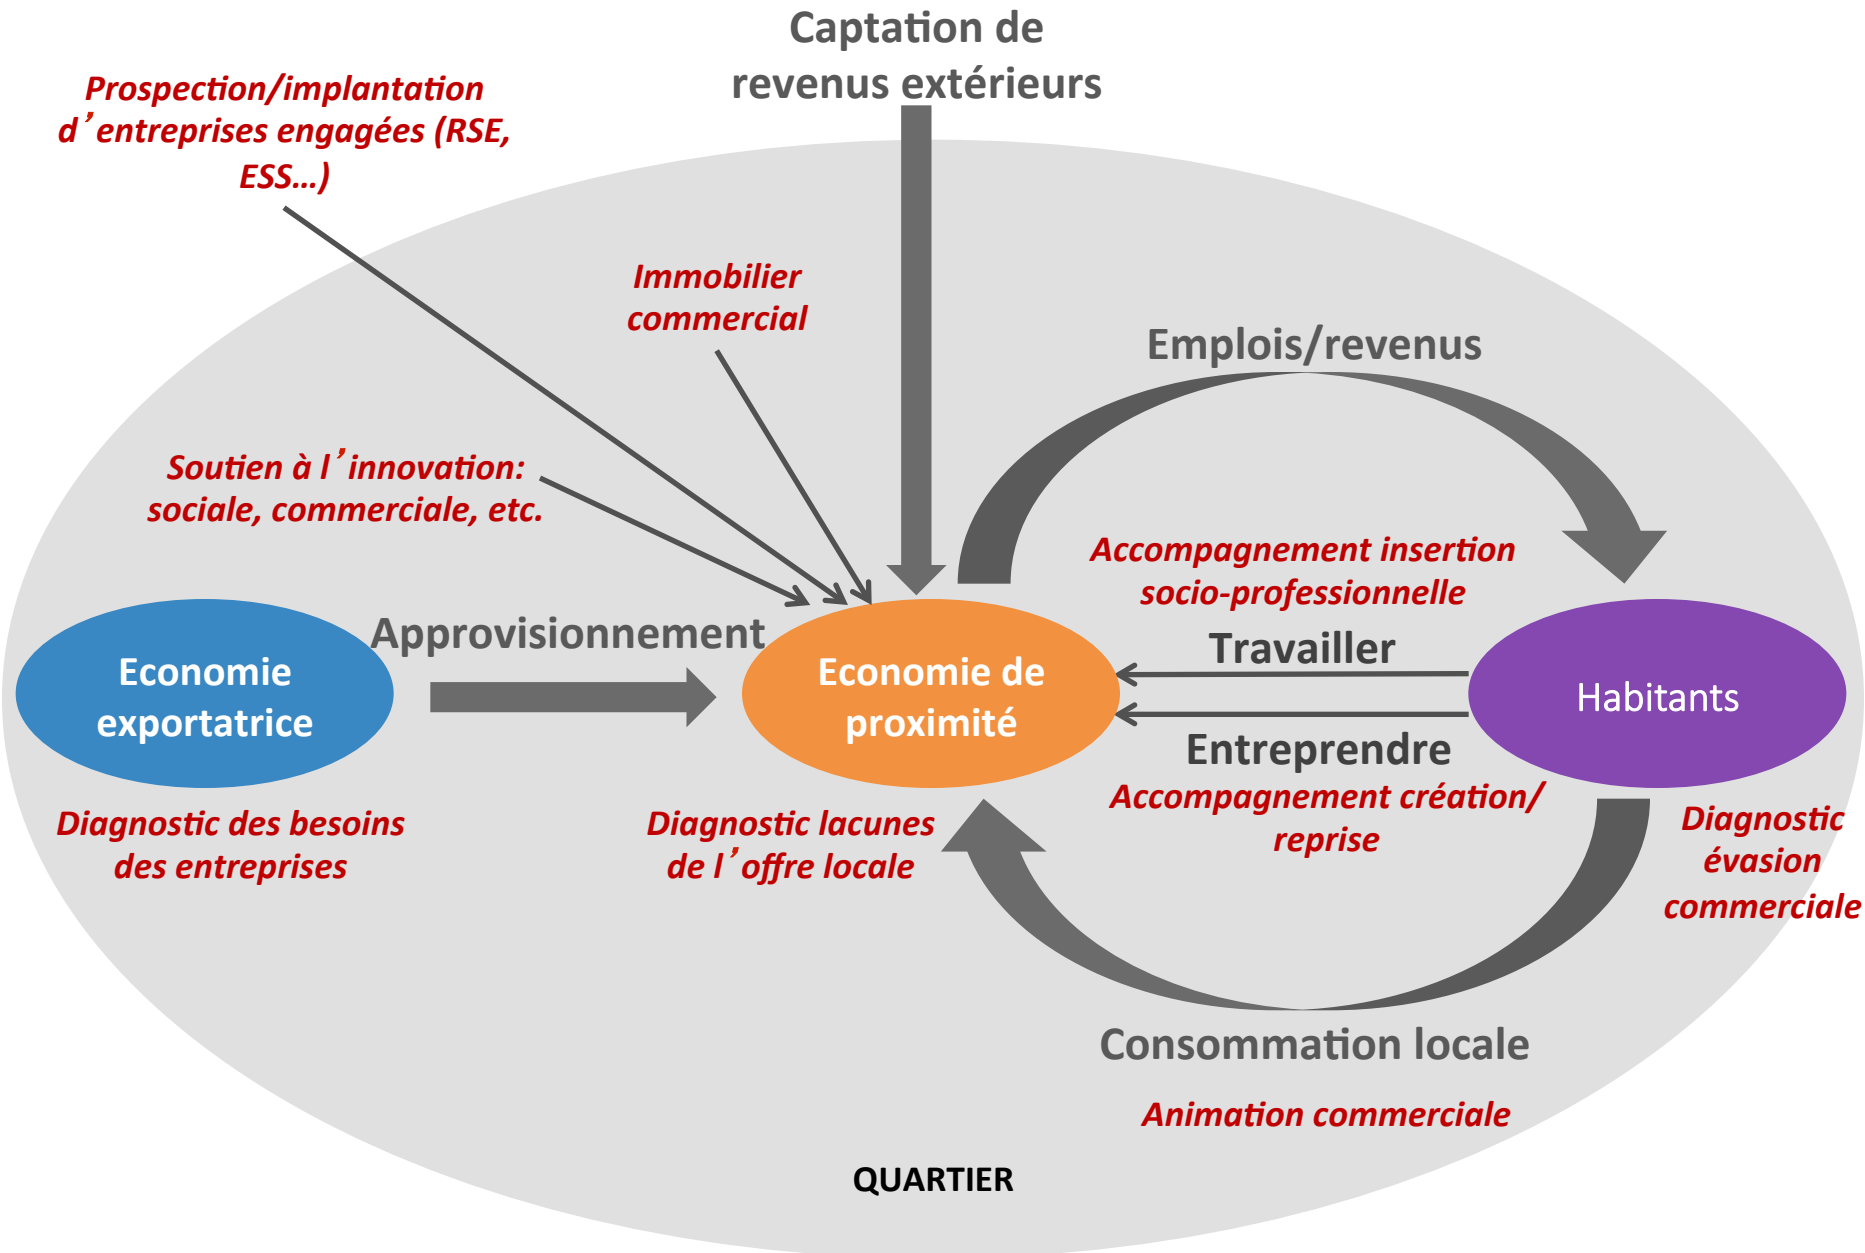 Captation de
revenus extérieurs
Prospection/implantation
d’entreprises engagées (RSE,
ESS…)
Immobilier
commercial
Emplois/revenus
Soutien à l’innovation:
sociale, commerciale, etc.
Accompagnement insertion
socio-professionnelle
Approvisionnement
Travailler
Economie
exportatrice
Economie de
proximité
Habitants
Entreprendre
Accompagnement création/
reprise
Diagnostic des besoins
des entreprises
Diagnostic lacunes
de l’offre locale
Diagnostic
évasion
commerciale
Consommation locale
Animation commerciale
QUARTIER